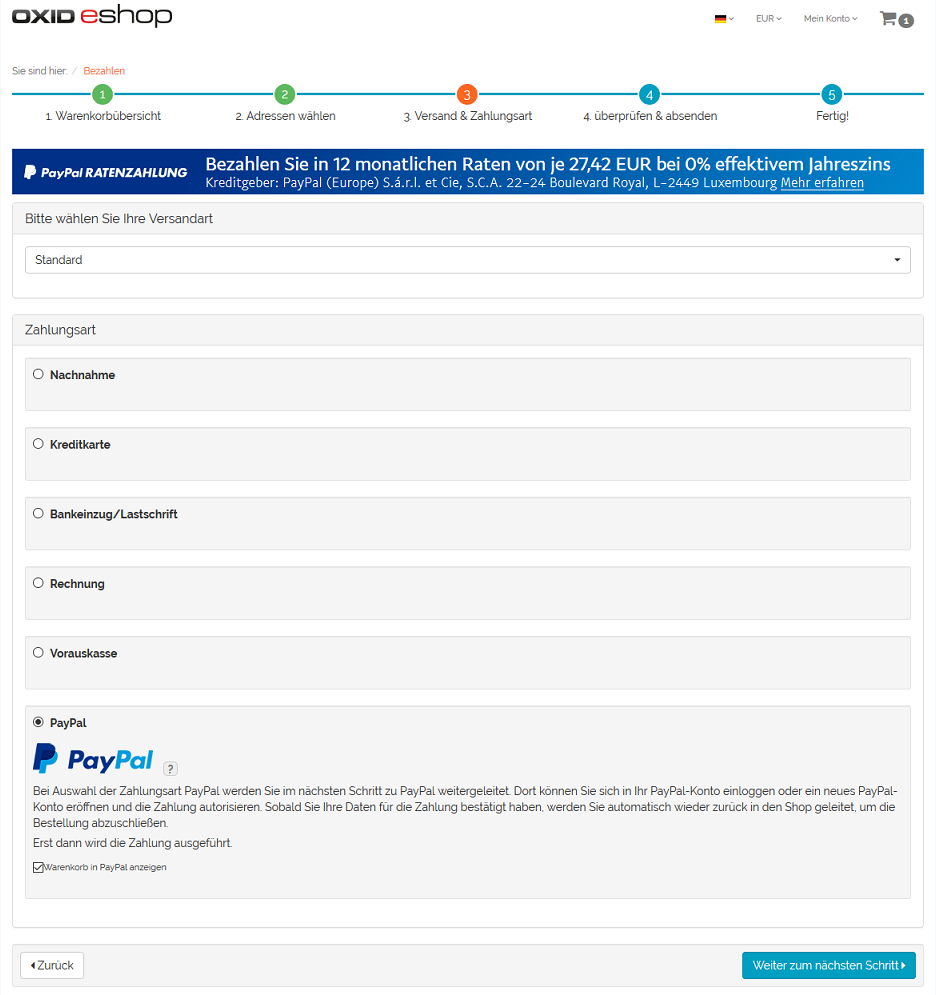 OXID eshop
EUR
Mein Konto
1
Sie sind hier: / Bezahlen
1 2 3 4 5
1. Warenkorbübersicht 2. Adressen wählen 3. Versand & Zahlungsart 4. überprüfen & absenden Fertig!
PayPal RATENZAHLUNG
Bezahlen Sie in 12 monatlichen Raten von je 27,42 EUR bei 0% effektivem Jahreszins
Kreditgeber: PayPal (Europe) S.á.r.l. et Cie, S.C.A. 22–24 Boulevard Royal, L–2449 Luxembourg Mehr erfahren
Bitte wählen Sie Ihre Versandart
Standard
Zahlungsart
Nachnahme
Kreditkarte
Bankeinzug/Lastschrift
Rechnung
Vorauskasse
PayPal
PayPal ?
Bei Auswahl der Zahlungsart PayPal werden Sie im nächsten Schritt zu PayPal weitergeleitet. Dort können Sie sich in Ihr PayPal-Konto einloggen oder ein neues PayPal-
Konto eröffnen und die Zahlung autorisieren. Sobald Sie Ihre Daten für die Zahlung bestätigt haben, werden Sie automatisch wieder zurück in den Shop geleitet, um die
Bestellung abzuschließen.
Erst dann wird die Zahlung ausgeführt.
Warenkorb in PayPal anzeigen
Zurück
Weiter zum nächsten Schritt